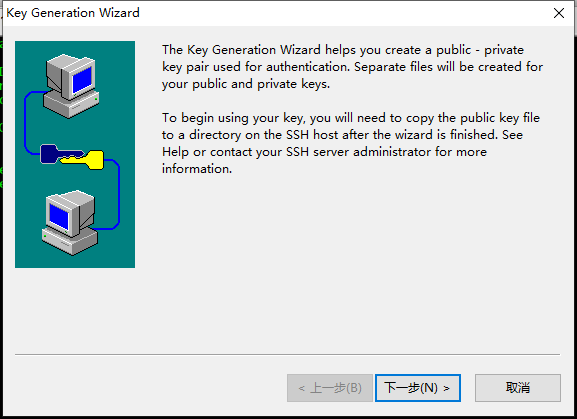 Key Generation Wizard
The Key Generation Wizard helps you create a public - private
key pair used for authentication. Separate files will be created for
your public and private keys.
To begin using your key, you will need to copy the public key file
to a directory on the SSH host after the wizard is finished. See
Help or contact your SSH server administrator for more
information.
< 上一步(B)
下一步(N) >
取消